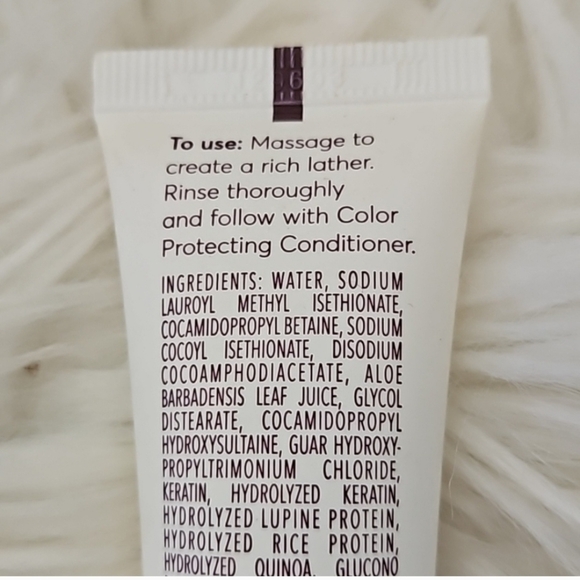 To use: Massage to
create a rich lather.
Rinse thoroughly
and follow with Color
Protecting Conditioner.
INGREDIENTS: WATER, SODIUM
LAUROYL METHYL ISETHIONATE,
COCAMIDOPROPYL BETAINE, SODIUM
COCOYL ISETHIONATE, DISODIUM
COCOAMPHODIACETATE, ALOE
BARBADENSIS LEAF JUICE, GLYCOL
DISTEARATE, COCAMIDOPROPYL
HYDROXYSULTAINE, GUAR HYDROXY-
PROPYLTRIMONIUM CHLORIDE,
KERATIN, HYDROLYZED KERATIN,
HYDROLYZED LUPINE PROTEIN,
HYDROLYZED RICE PROTEIN,
HYDROLYZED QUINOA, GLUCONO